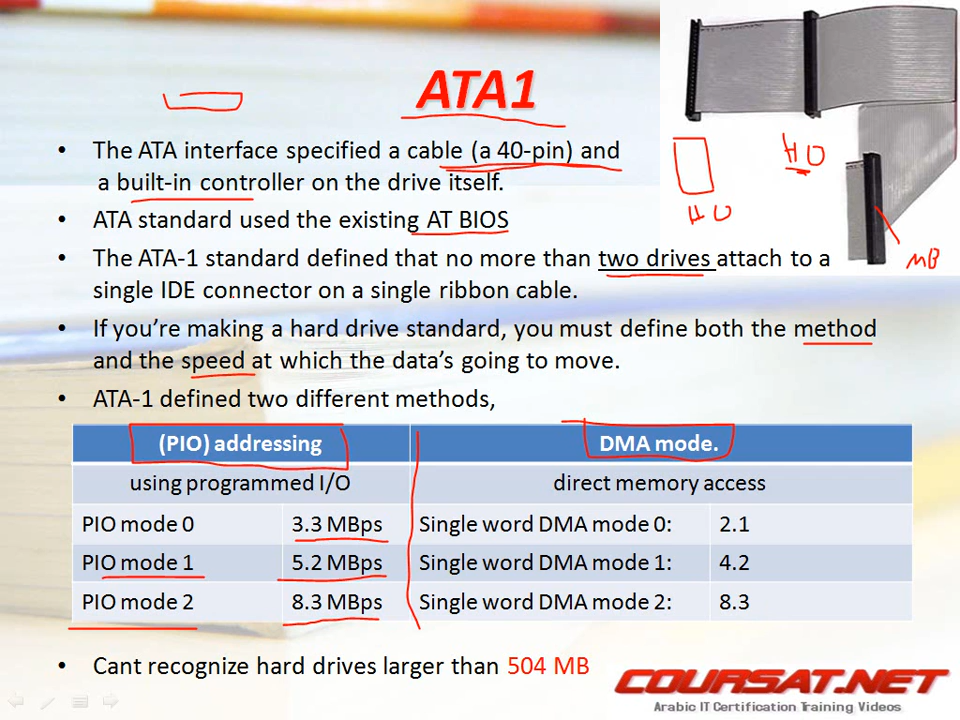 ATA1
• The ATA interface specified a cable (a 40-pin) and
a built-in controller on the drive itself.
• ATA standard used the existing AT BIOS
• The ATA-1 standard defined that no more than two drives attach to a
single IDE connector on a single ribbon cable.
• If you’re making a hard drive standard, you must define both the method
and the speed at which the data’s going to move.
• ATA-1 defined two different methods,
(PIO) addressing DMA mode.
using programmed I/O direct memory access
PIO mode 0 3.3 MBps Single word DMA mode 0: 2.1
PIO mode 1 5.2 MBps Single word DMA mode 1: 4.2
PIO mode 2 8.3 MBps Single word DMA mode 2: 8.3
• Cant recognize hard drives larger than 504 MB
HD
HD
MB
COURSAT.NET
Arabic IT Certification Training Videos